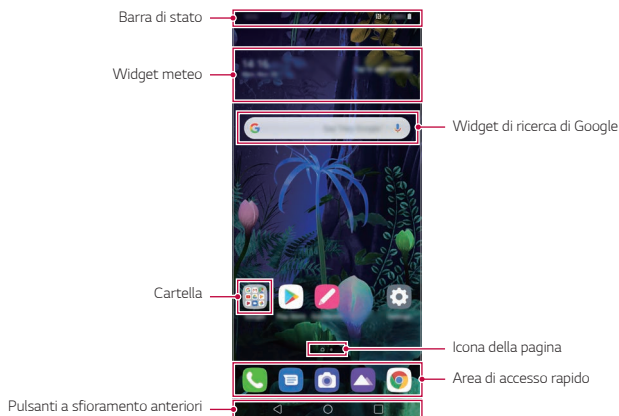 Barra di stato
Widget meteo
Widget di ricerca di Google
Cartella
Icona della pagina
Area di accesso rapido
Pulsanti a sfioramento anteriori